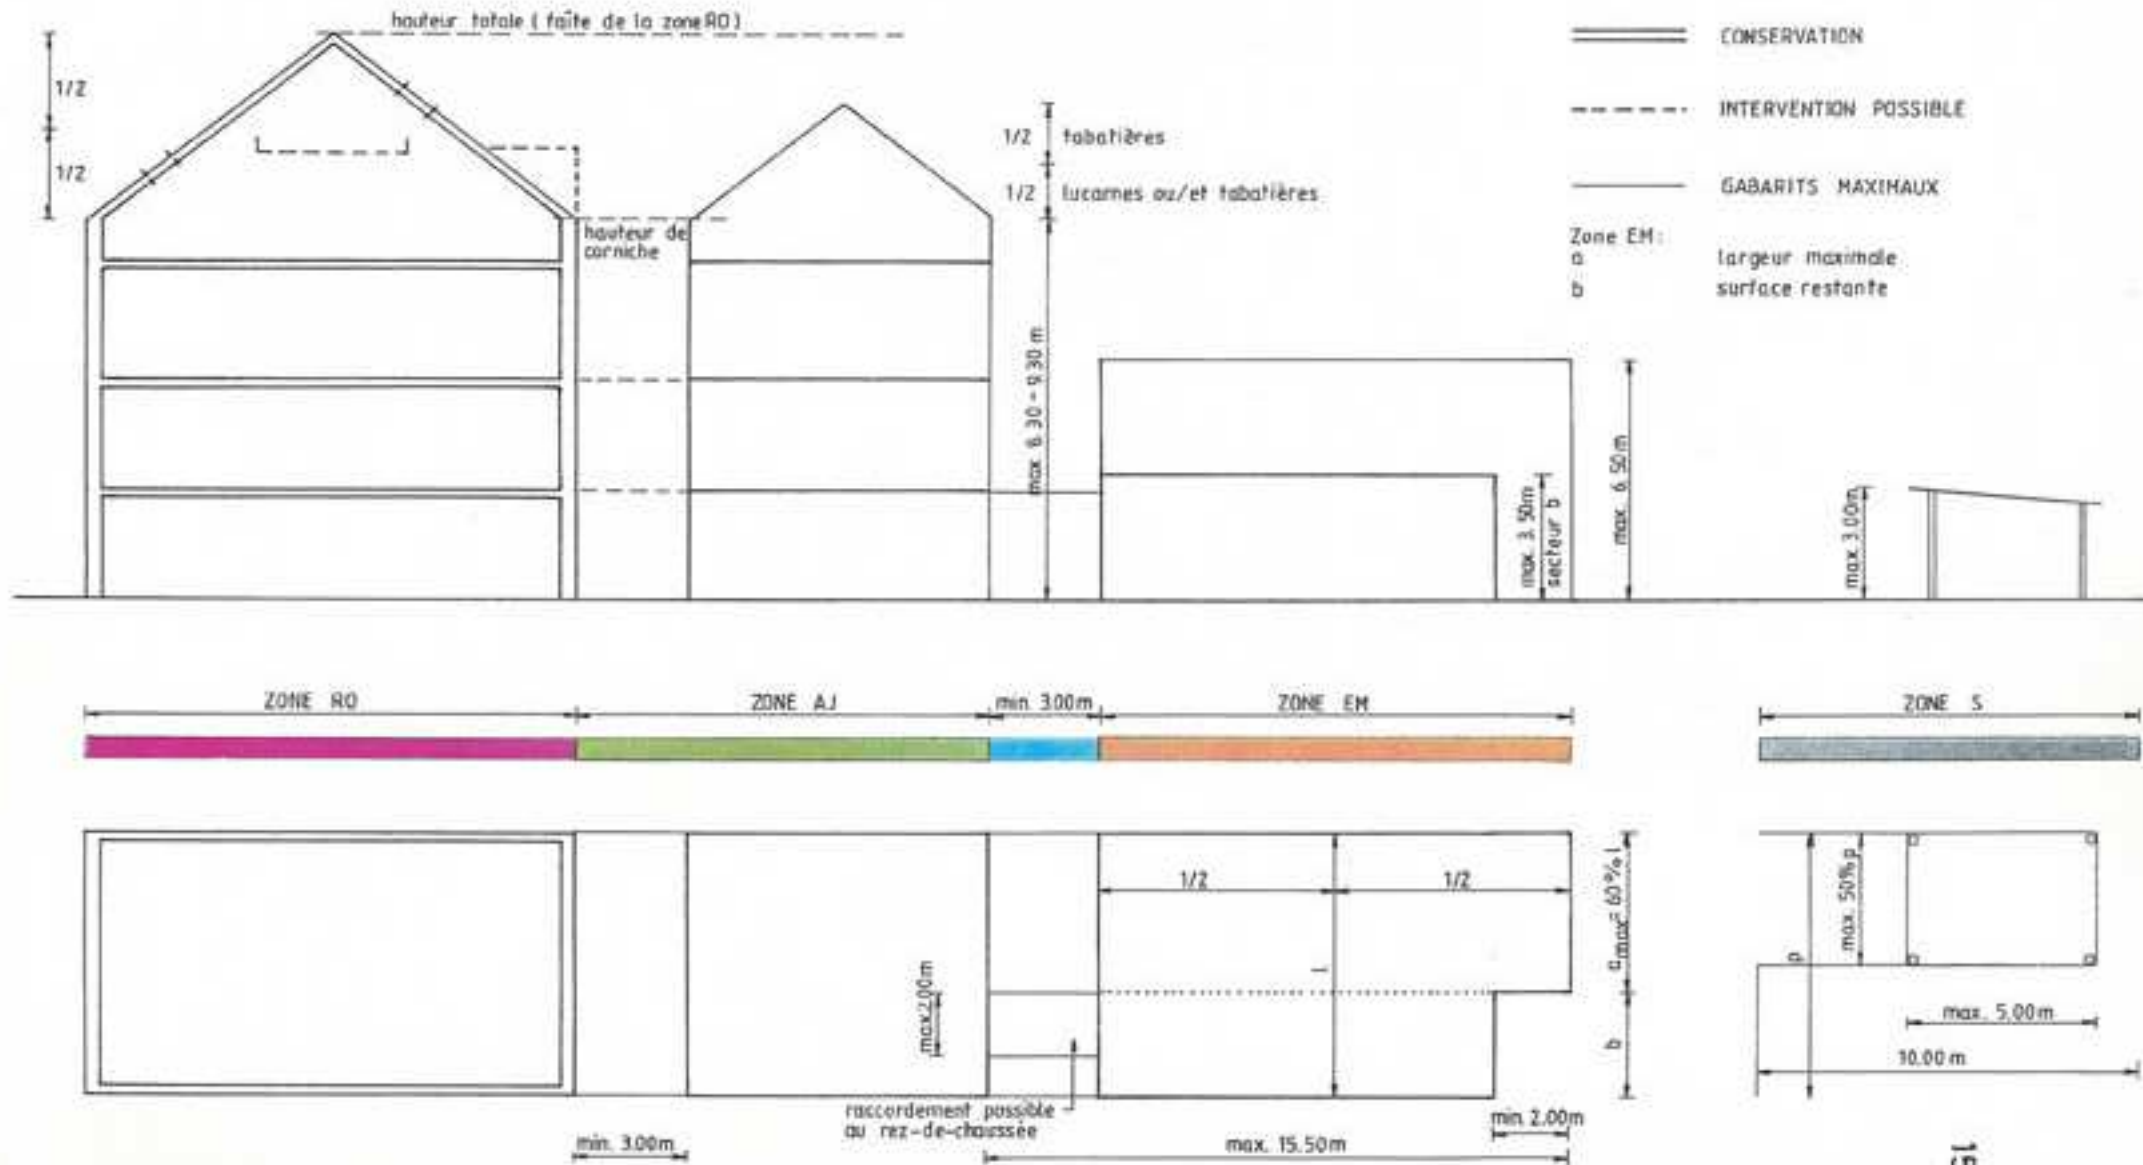 hauteur totale ( faîte de la zone RO )
1/2
1/2
hauteur de
corniche
1/2 tabatières
1/2 lucarnes ou/et tabatières
max. 6.30 - 9.30 m
max. 3.50m
secteur b
max. 6.50m
max 3.00m
CONSERVATION
INTERVENTION POSSIBLE
GABARITS MAXIMAUX
Zone EM:
a largeur maximale
b surface restante
ZONE RO
ZONE AJ
min. 3.00m
ZONE EM
ZONE S
1/2
1/2
l
a max = 60% l
b
max 2.00m
raccordement possible
au rez-de-chaussée
min. 3.00m
max. 15.50m
min. 2.00m
p
max. 50% p
max. 5.00m
10.00 m